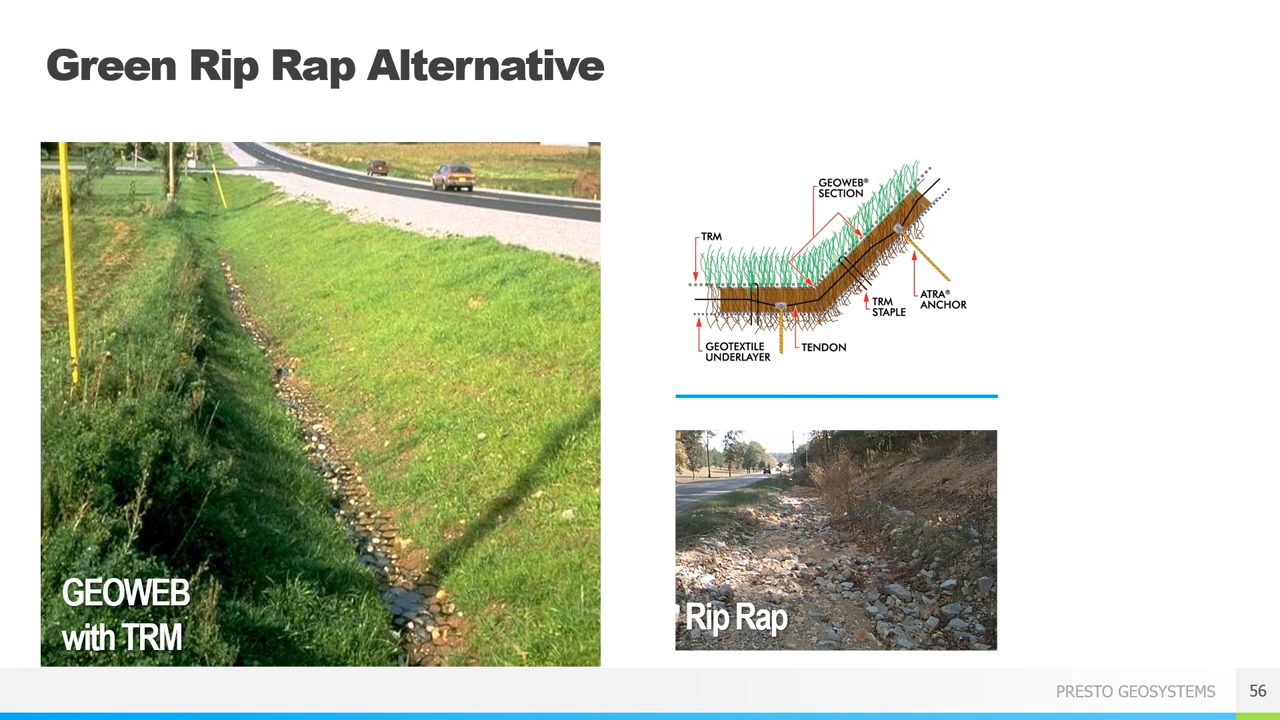 Green Rip Rap Alternative
GEOWEB
with TRM
GEOWEB®
SECTION
TRM
TRM
STAPLE
ATRA®
ANCHOR
GEOTEXTILE
UNDERLAYER
TENDON
Rip Rap
PRESTO GEOSYSTEMS
56